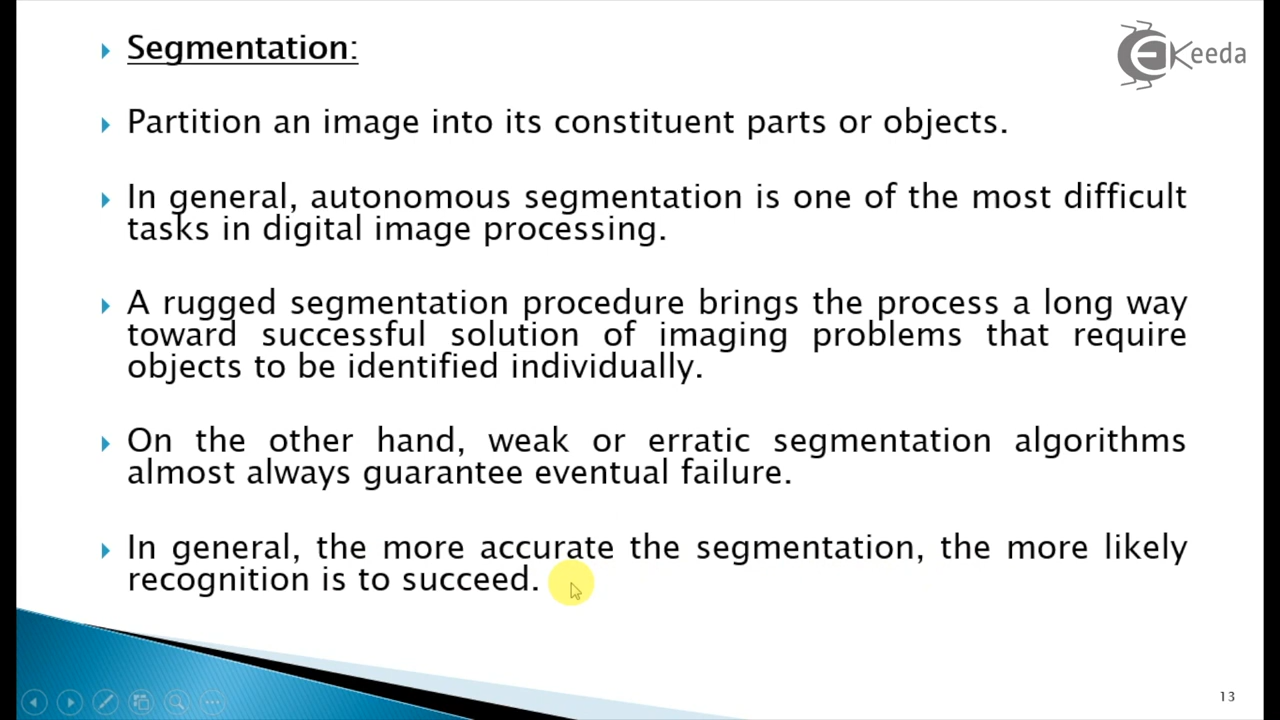 Segmentation:
EKeeda
Partition an image into its constituent parts or objects.
In general, autonomous segmentation is one of the most difficult
tasks in digital image processing.
A rugged segmentation procedure brings the process a long way
toward successful solution of imaging problems that require
objects to be identified individually.
On the other hand, weak or erratic segmentation algorithms
almost always guarantee eventual failure.
In general, the more accurate the segmentation, the more likely
recognition is to succeed.
13